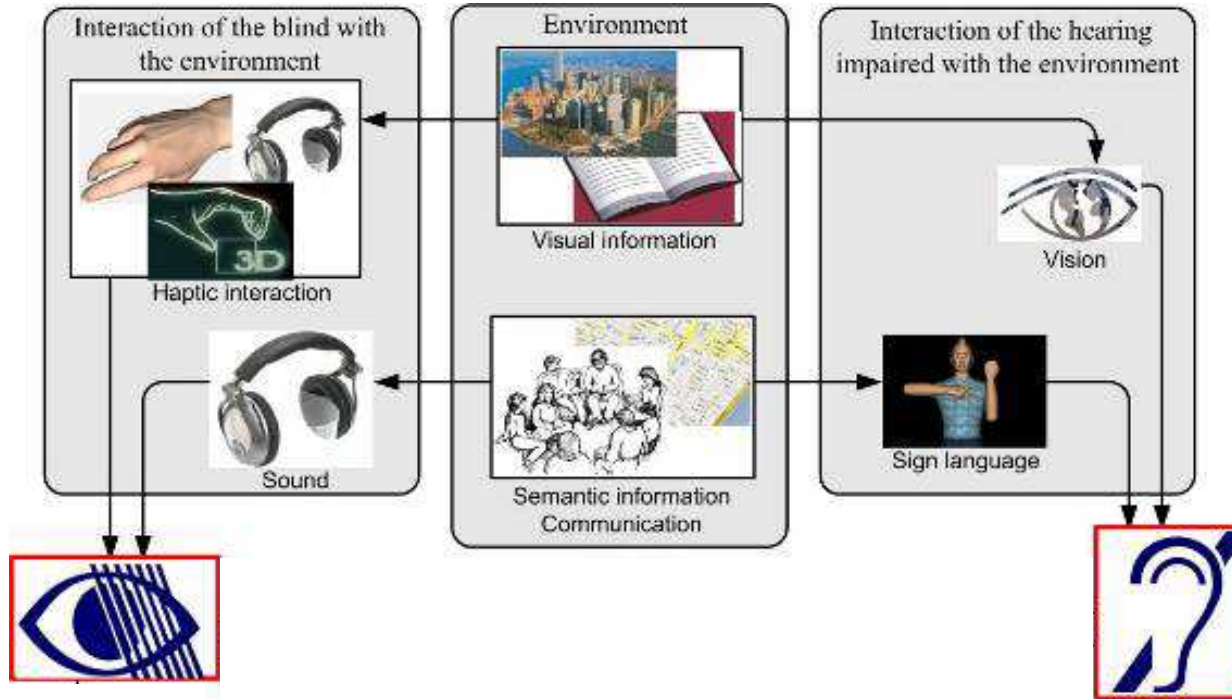 Interaction of the blind with
the environment
Haptic interaction
3D
Sound
Environment
Visual information
Semantic information
Communication
Interaction of the hearing
impaired with the environment
Vision
Sign language